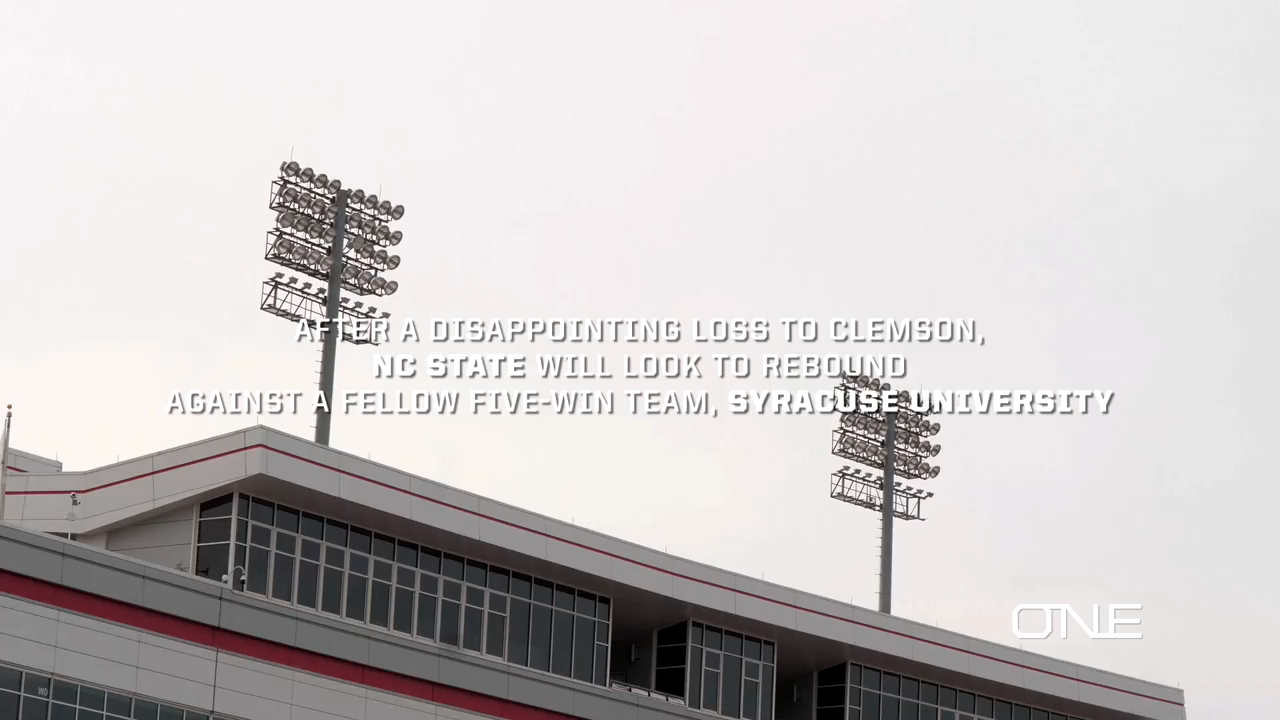 AFTER A DISAPPOINTING LOSS TO CLEMSON,
NC STATE WILL LOOK TO REBOUND
AGAINST A FELLOW FIVE-WIN TEAM, SYRACUSE UNIVERSITY
ONE
WD